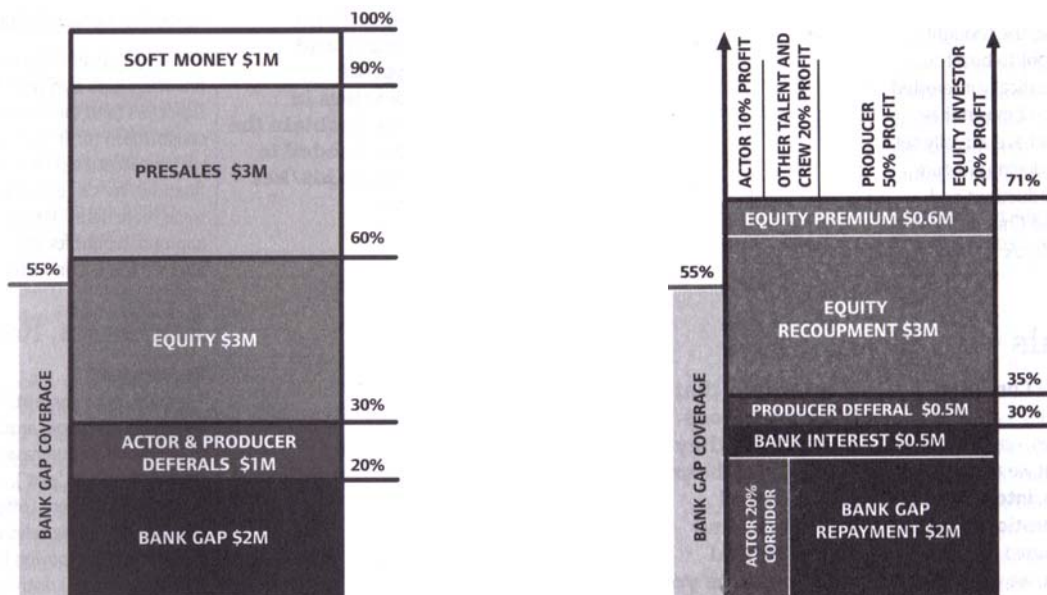 100%
SOFT MONEY $1M
90%
PRESALES $3M
60%
55%
EQUITY $3M
30%
ACTOR & PRODUCER
DEFERALS $1M
20%
BANK GAP $2M
BANK GAP COVERAGE
ACTOR 10% PROFIT
OTHER TALENT AND
CREW 20% PROFIT
PRODUCER
50% PROFIT
EQUITY INVESTOR
20% PROFIT
71%
EQUITY PREMIUM $0.6M
55%
EQUITY
RECOUPMENT $3M
35%
PRODUCER DEFERAL $0.5M
30%
BANK INTEREST $0.5M
BANK GAP COVERAGE
ACTOR 20%
CORRIDOR
BANK GAP
REPAYMENT $2M
als